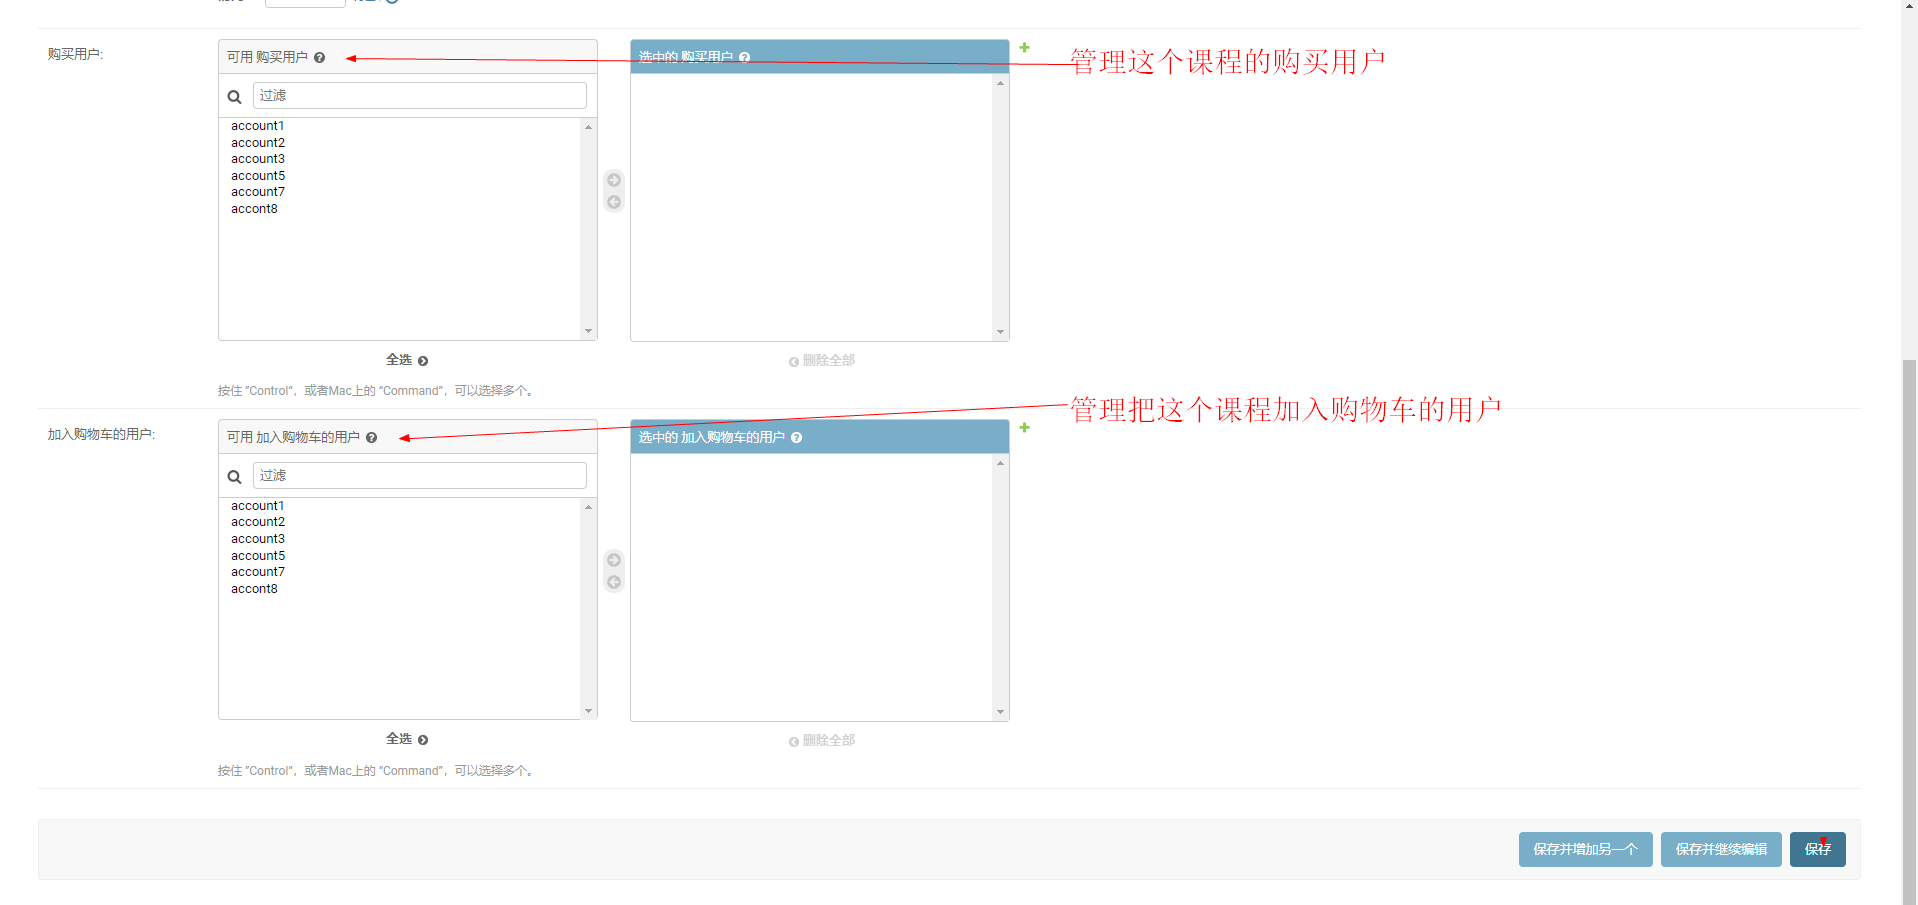 购买用户:
可用 购买用户
选中的 购买用户
管理这个课程的购买用户
过滤
account1
account2
account3
account5
account7
accont8
全选
删除全部
按住 ”Control“，或者Mac上的 “Command”，可以选择多个。
加入购物车的用户:
可用 加入购物车的用户
选中的 加入购物车的用户
管理把这个课程加入购物车的用户
过滤
account1
account2
account3
account5
account7
accont8
全选
删除全部
按住 ”Control“，或者Mac上的 “Command”，可以选择多个。
保存并增加另一个
保存并继续编辑
保存